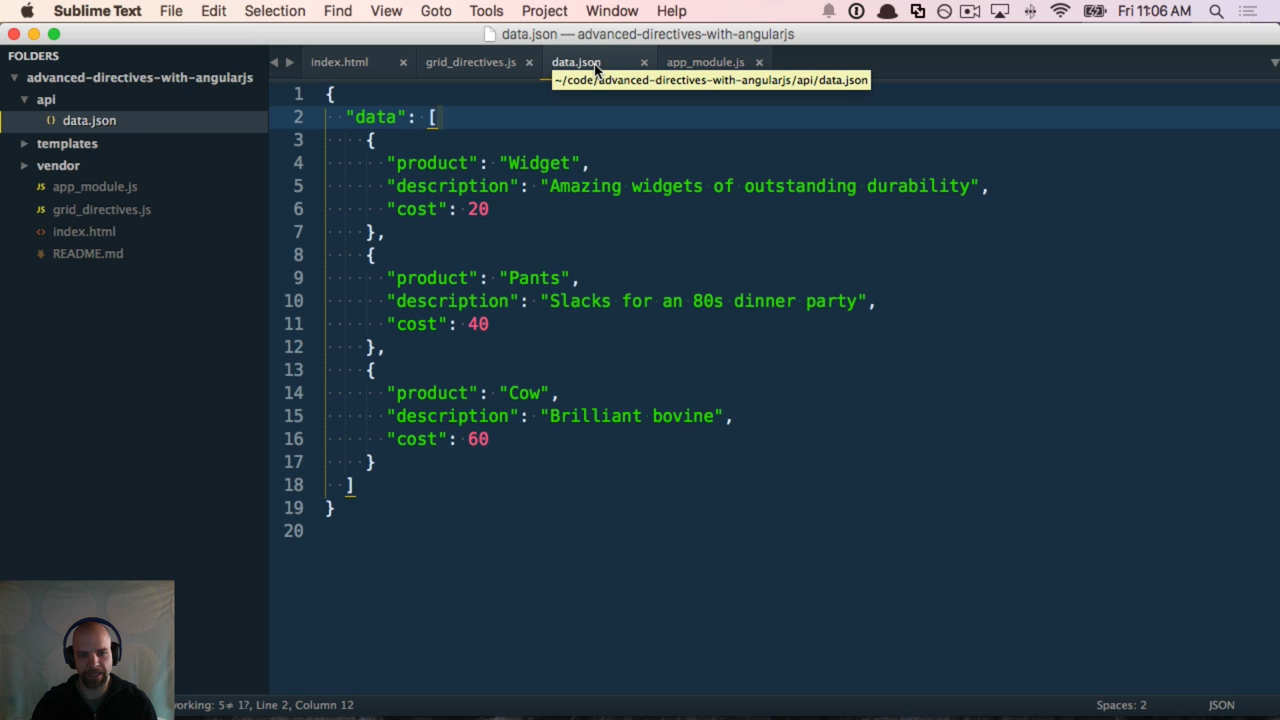 Sublime Text File Edit Selection Find View Goto Tools Project Window Help Fri 11:06 AM
data.json — advanced-directives-with-angularjs
FOLDERS
advanced-directives-with-angularjs
api
{} data.json
templates
vendor
JS app_module.js
JS grid_directives.js
<> index.html
README.md
index.html × grid_directives.js × data.json × app_module.js ×
~/code/advanced-directives-with-angularjs/api/data.json
1 {
2 "data": [
3 {
4 "product": "Widget",
5 "description": "Amazing widgets of outstanding durability",
6 "cost": 20
7 },
8 {
9 "product": "Pants",
10 "description": "Slacks for an 80s dinner party",
11 "cost": 40
12 },
13 {
14 "product": "Cow",
15 "description": "Brilliant bovine",
16 "cost": 60
17 }
18 ]
19 }
20
Line 2, Column 12 Spaces: 2 JSON